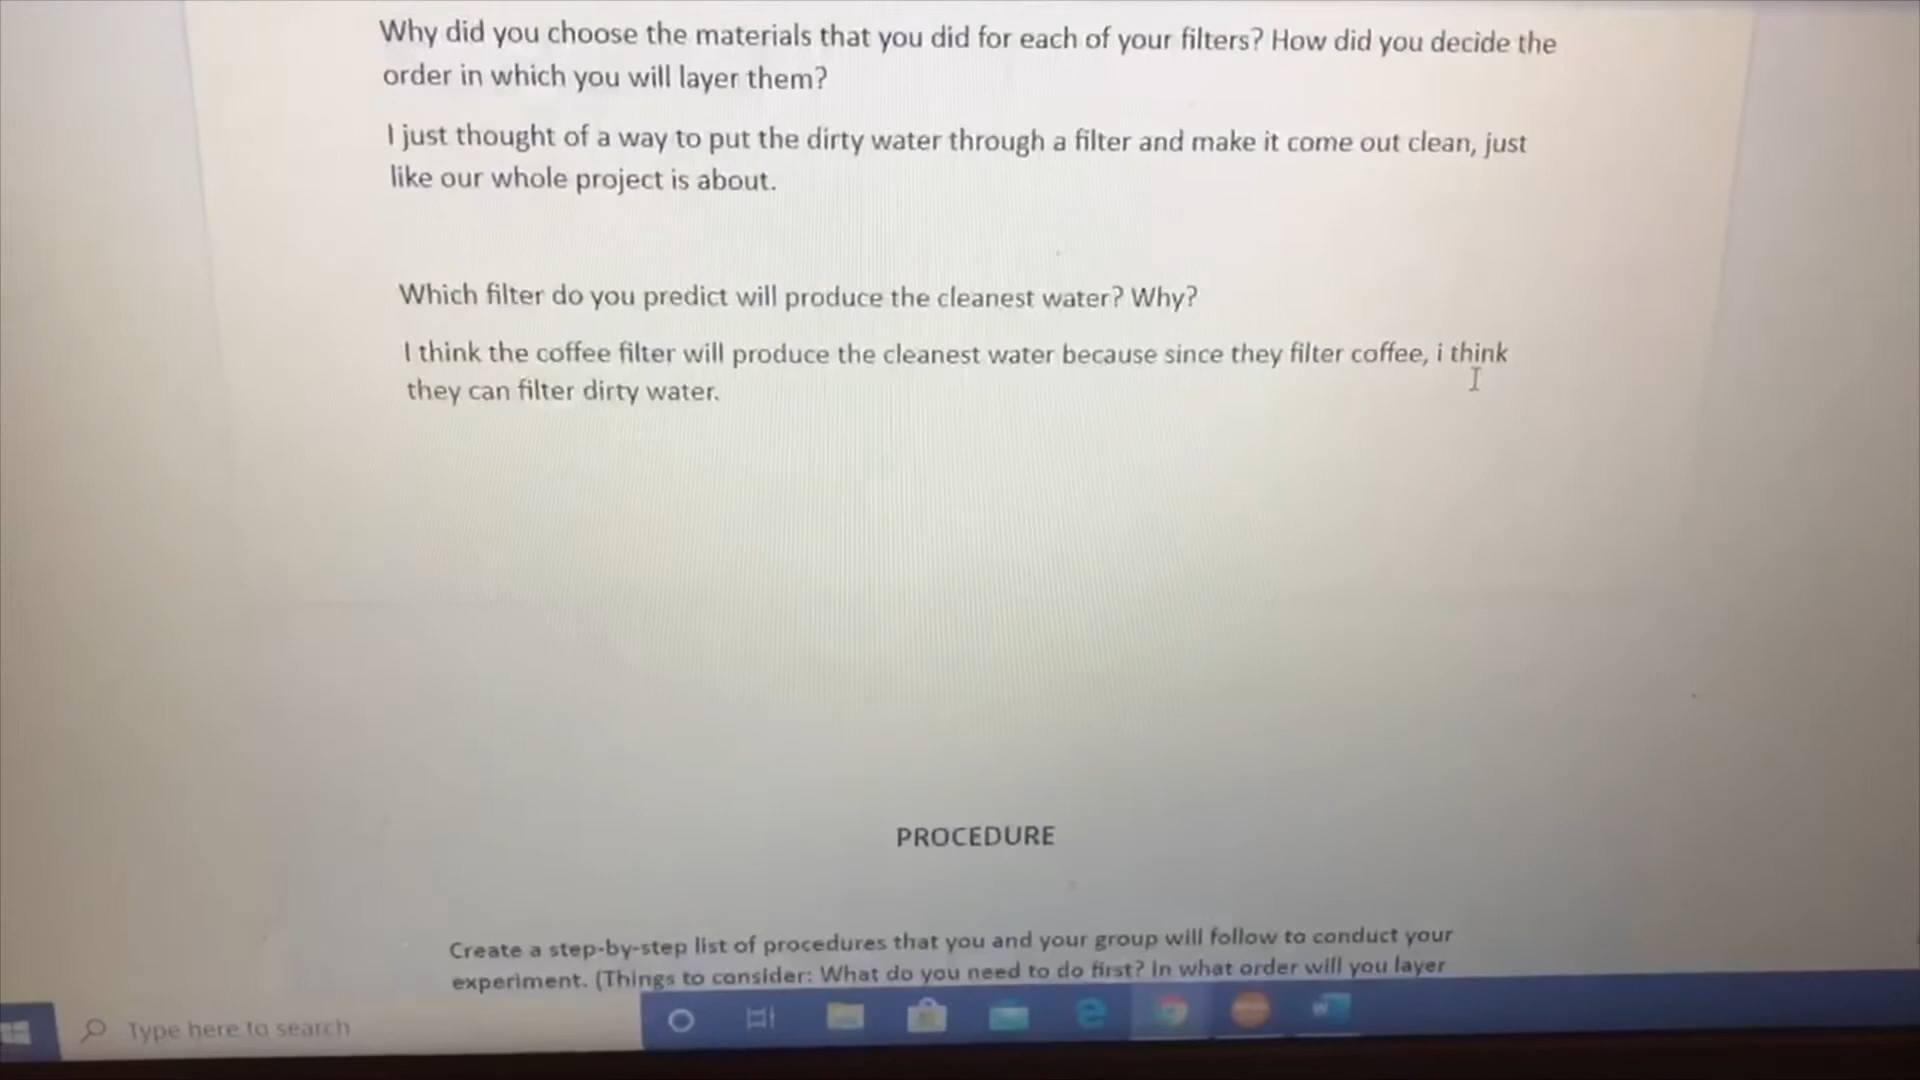 Why did you choose the materials that you did for each of your filters? How did you decide the
order in which you will layer them?
I just thought of a way to put the dirty water through a filter and make it come out clean, just
like our whole project is about.
Which filter do you predict will produce the cleanest water? Why?
I think the coffee filter will produce the cleanest water because since they filter coffee, i think
they can filter dirty water.
PROCEDURE
Create a step-by-step list of procedures that you and your group will follow to conduct your
experiment. (Things to consider: What do you need to do first? In what order will you layer
Type here to search